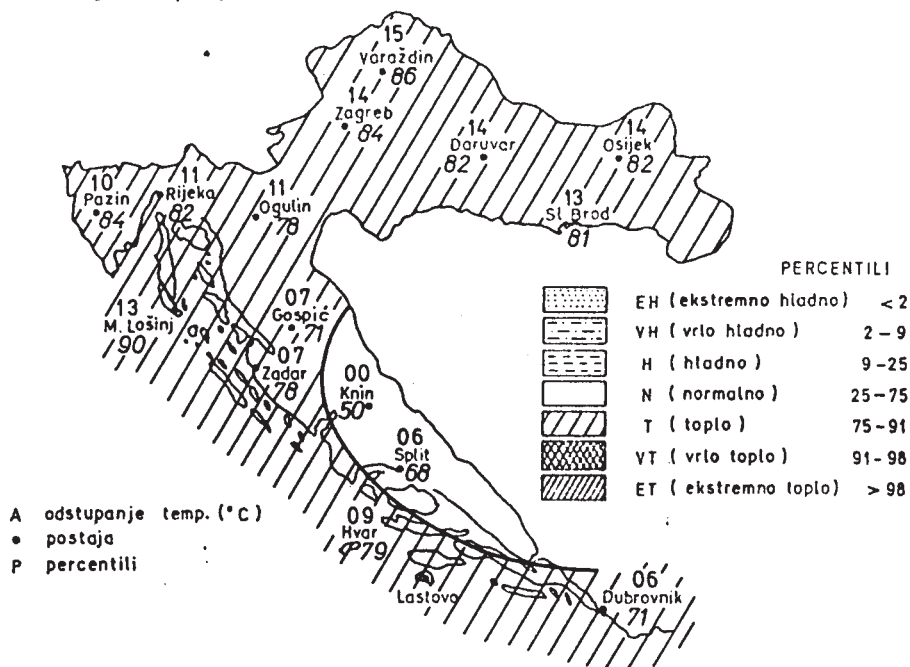 15
Varaždin
86
14
Zagreb
84
14
Daruvar
82
14
Osijek
82
10
Pazin
84
11
Rijeka
82
11
Ogulin
78
13
Sl. Brod
81
13
M. Lošinj
90
07
Gospić
71
07
Zadar
78
00
Knin
50
06
Split
68
09
Hvar
79
Lastovo
06
Dubrovnik
71
PERCENTILI
EH (ekstremno hladno) < 2
VH (vrlo hladno) 2 - 9
H (hladno) 9 - 25
N (normalno) 25 - 75
T (toplo) 75 - 91
VT (vrlo toplo) 91 - 98
ET (ekstremno toplo) > 98
A odstupanje temp. (°C)
• postaja
P percentili